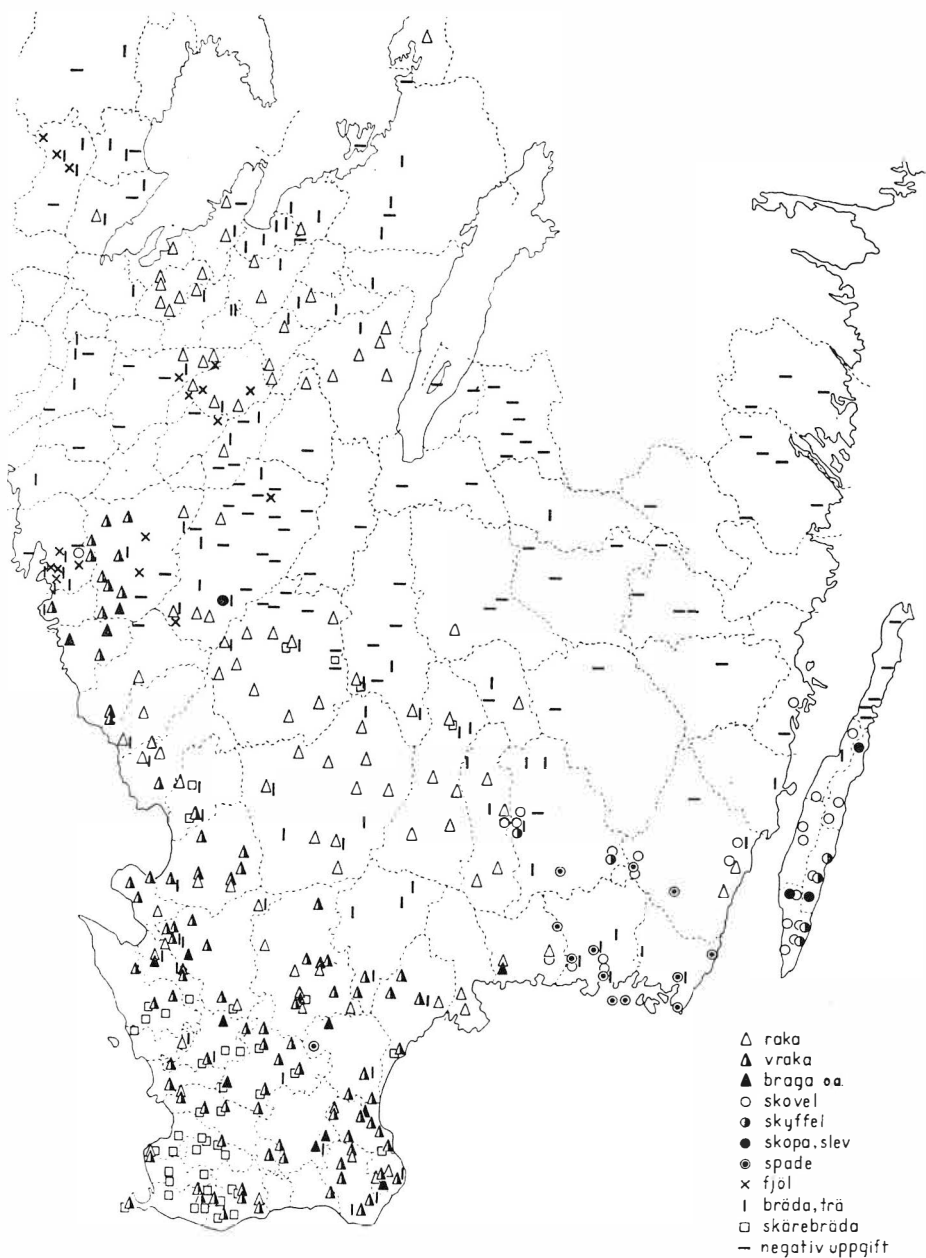 raka
vraka
braga o.a.
skovel
skyffel
skopa, slev
spade
fjöl
bräda, trä
skärebräda
negativ uppgift